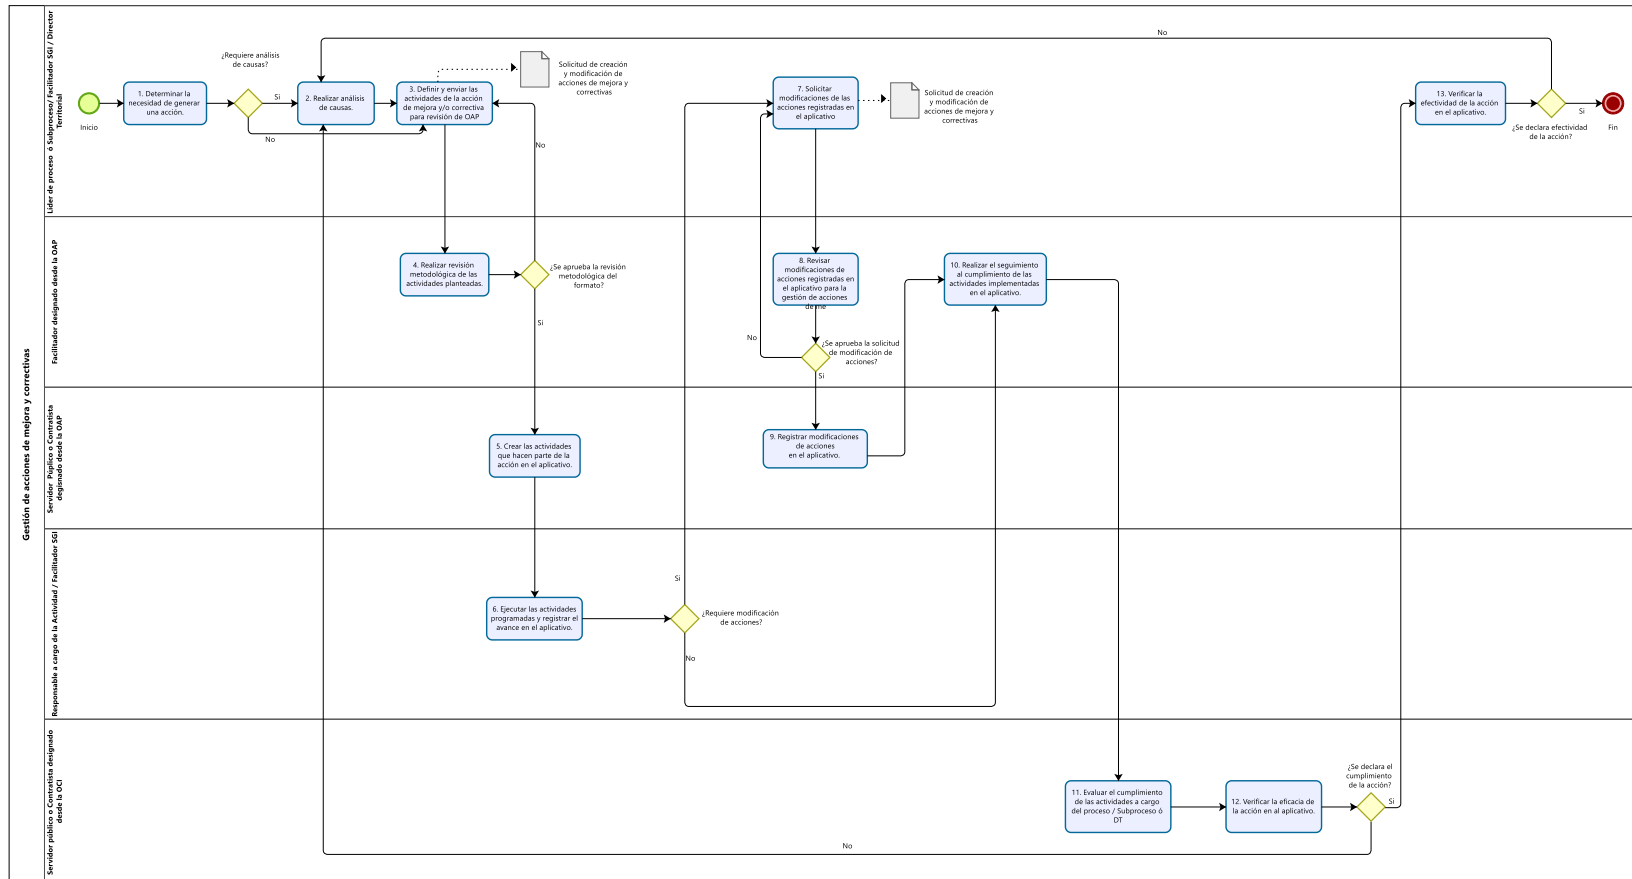 Gestión de acciones de mejora y correctivas
Líder de proceso ó Subproceso/ Facilitador SGI / Director
Territorial
Inicio
1. Determinar la
necesidad de generar
una acción.
¿Requiere análisis
de causas?
Si
No
2. Realizar análisis
de causas.
3. Definir y enviar las
actividades de la acción
de mejora y/o correctiva
para revisión de OAP
Solicitud de creación
y modificación de
acciones de mejora y
correctivas
No
7. Solicitar
modificaciones de las
acciones registradas en
el aplicativo
Solicitud de creación
y modificación de
acciones de mejora y
correctivas
No
13. Verificar la
efectividad de la acción
en el aplicativo.
¿Se declara efectividad
de la acción?
Si
Fin
Facilitador designado desde la OAP
4. Realizar revisión
metodológica de las
actividades planteadas.
¿Se aprueba la revisión
metodológica del
formato?
Si
8. Revisar
modificaciones de
acciones registradas en
el aplicativo para la
gestión de acciones
de me
No
¿Se aprueba la solicitud
de modificación de
acciones?
Si
10. Realizar el seguimiento
al cumplimiento de las
actividades implementadas
en el aplicativo.
Servidor Púplico o Contratista
degisnado desde la OAP
5. Crear las actividades
que hacen parte de la
acción en el aplicativo.
9. Registrar modificaciones
de acciones
en el aplicativo.
Responsable a cargo de la Actividad / Facilitador SGI
6. Ejecutar las actividades
programadas y registrar el
avance en el aplicativo.
Si
¿Requiere modificación
de acciones?
No
Servidor público o Contratista designado
desde la OCI
11. Evaluar el cumplimiento
de las actividades a cargo
del proceso / Subproceso ó
DT
12. Verificar la eficacia de
la acción en al aplicativo.
¿Se declara el
cumplimiento
de la acción?
Si
No